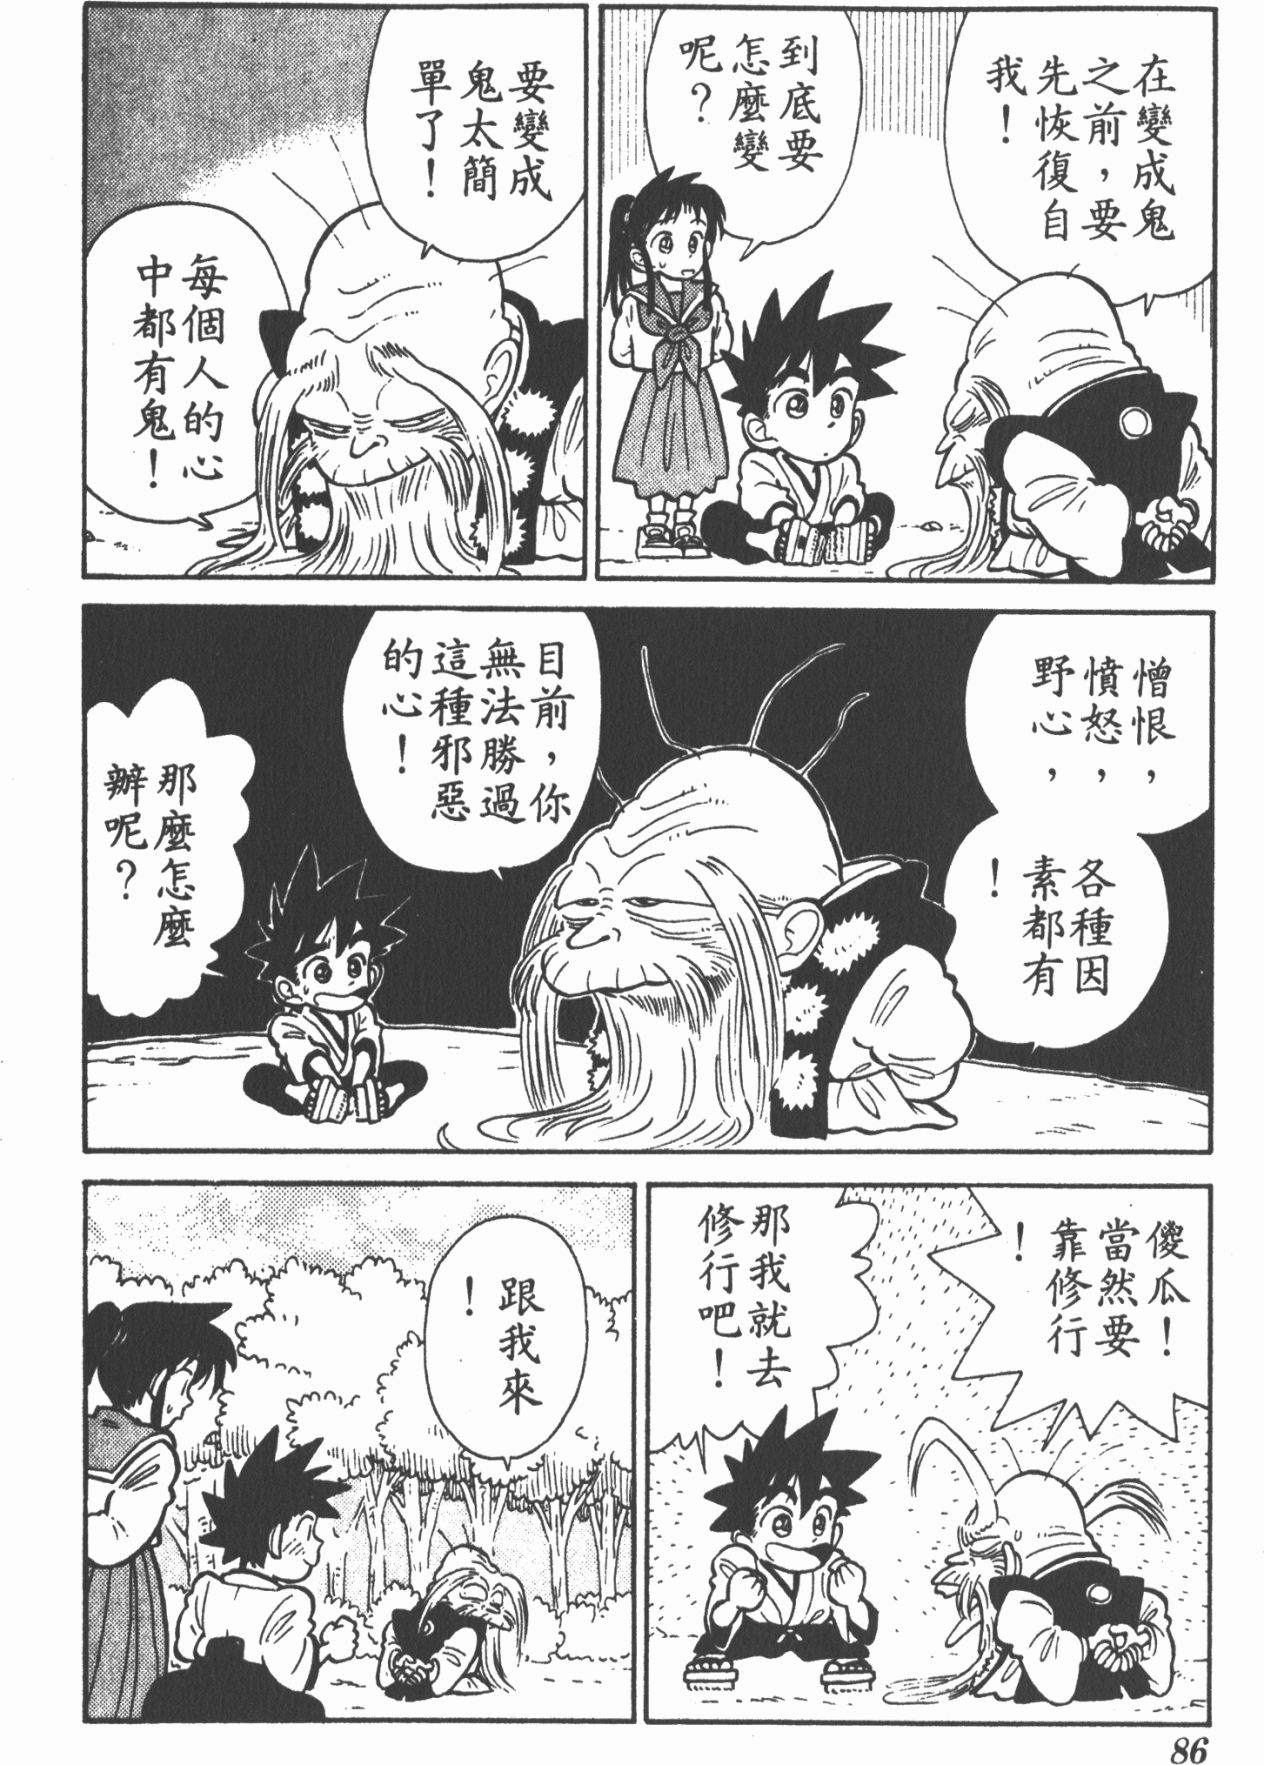 在變成鬼
之前，要
先恢復自
我！
到底要
怎麼變
呢？
要變成
鬼太簡
單了！
每個人的心
中都有鬼！
憎恨，
憤怒，
野心，
各種因
素都有
！
目前，你
無法勝過
這種邪惡
的心！
那麼怎麼
辦呢？
傻瓜！
當然要
靠修行
！
那我就去
修行吧！
跟我來
！
86